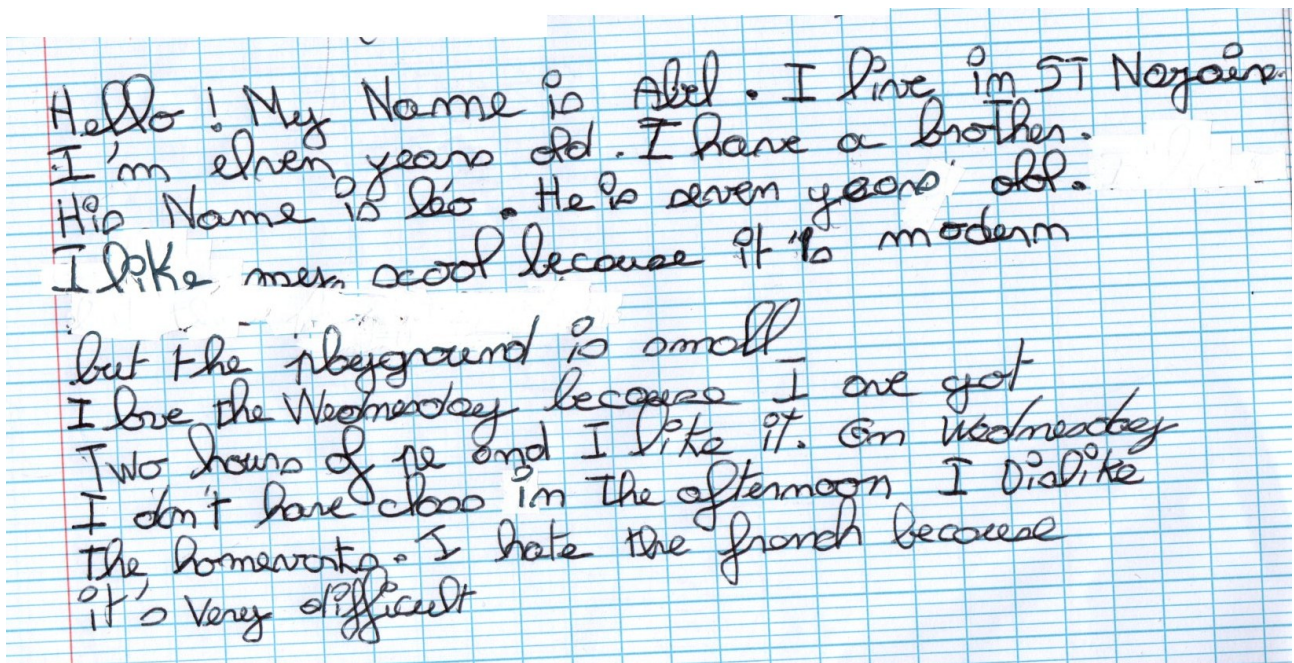 Hello ! My Name is Abel . I live in ST Nazaire.
I'm eleven years old . I have a brother.
His Name is Léo . He is seven years old.
I like my scool because it's modern
but the playground is small
I love the Wednesday because I ave got
Two hours of pe and I like it. On Wednesday
I don't have class in the afternoon I Dislike
the homeworks. I hate the french because
it's very difficult